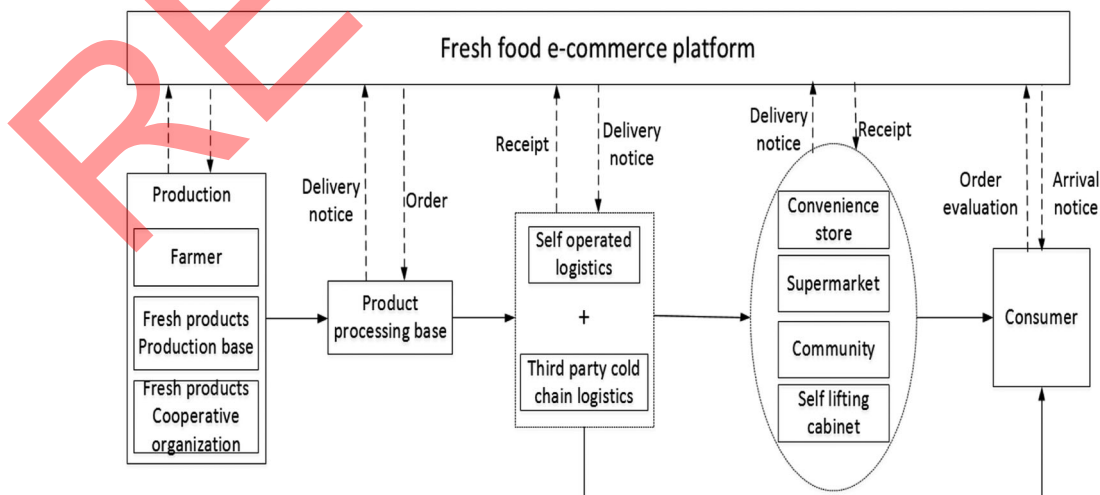 Fresh food e-commerce platform
Production
Farmer
Fresh products
Production base
Fresh products
Cooperative
organization
Delivery
notice
Order
Product
processing base
Receipt
Delivery
notice
Self operated
logistics
+
Third party cold
chain logistics
Delivery
notice
Receipt
Convenience
store
Supermarket
Community
Self lifting
cabinet
Order
evaluation
Arrival
notice
Consumer
RE